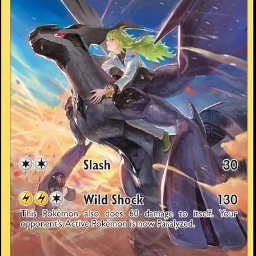 Slash 30
Wild Shock 130
This Pokémon also does 60 damage to itself. Your
opponent's Active Pokémon is now Paralyzed.